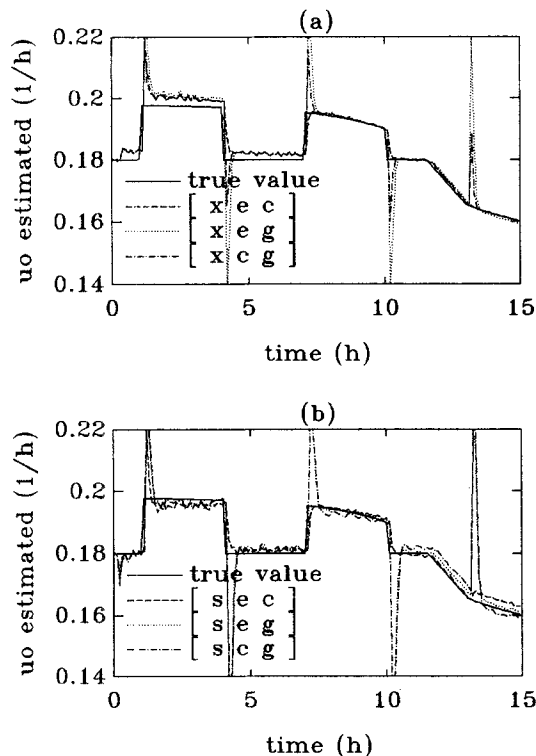 (a)
uo estimated (1/h)
0.22
0.2
0.18
0.16
0.14
true value
[ x e c ]
[ x e g ]
[ x c g ]
0 5 10 15
time (h)
(b)
uo estimated (1/h)
0.22
0.2
0.18
0.16
0.14
true value
[ s e c ]
[ s e g ]
[ s c g ]
0 5 10 15
time (h)